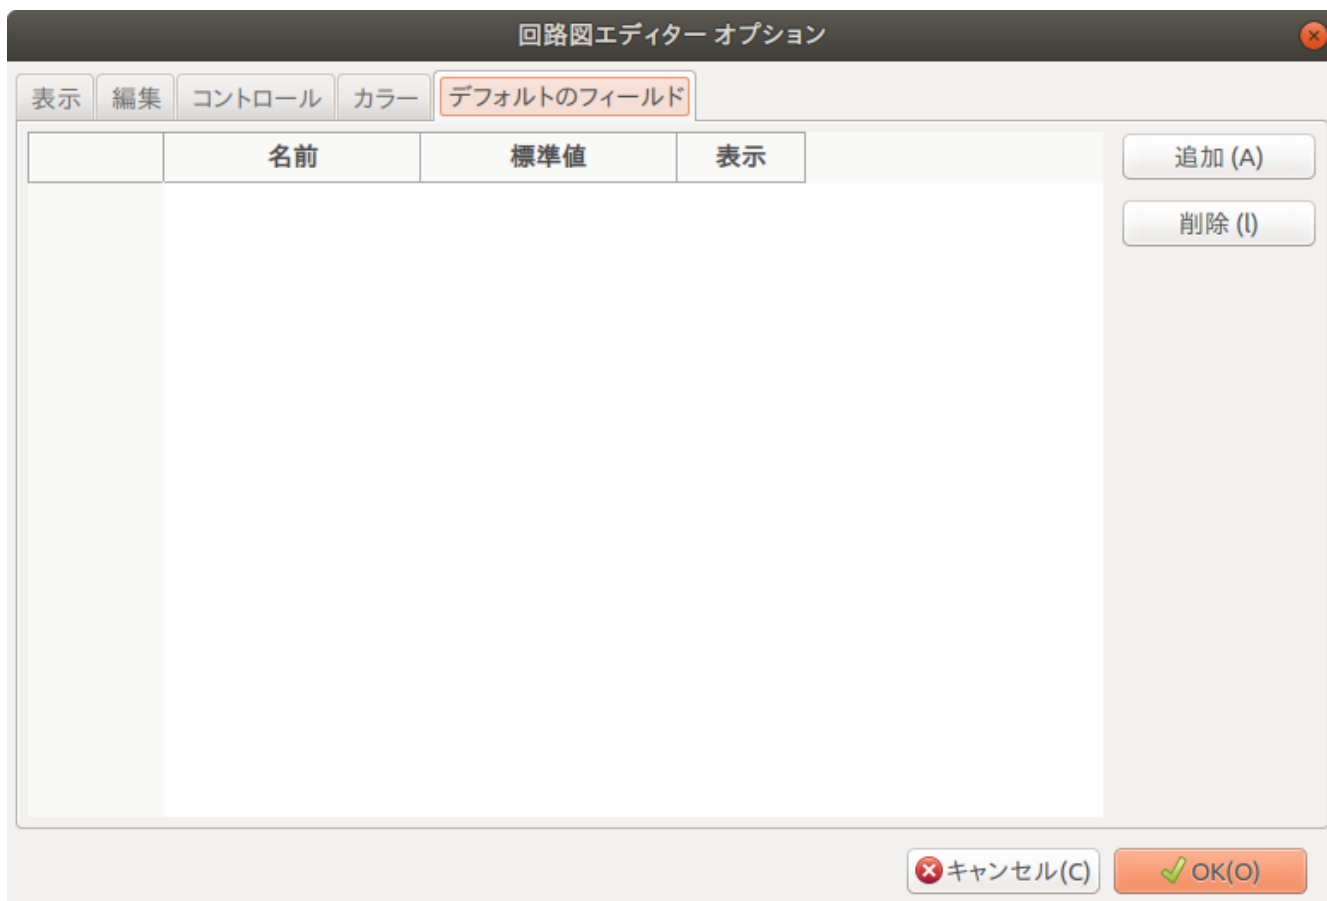 回路図エディター オプション
表示 編集 コントロール カラー デフォルトのフィールド
名前 標準値 表示 追加 (A)
削除 (l)
キャンセル(C) OK(O)